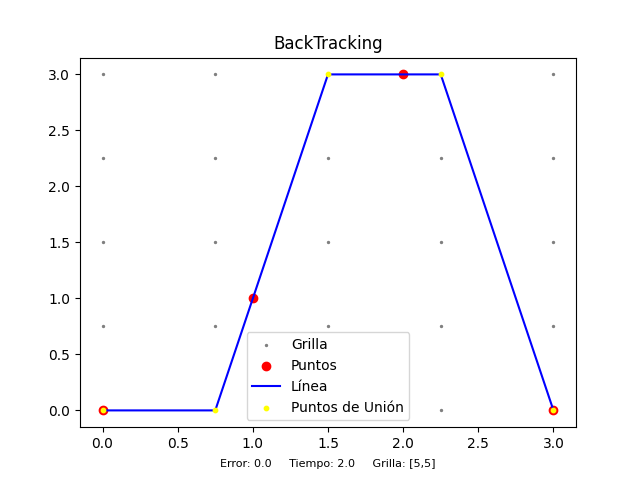 BackTracking
3.0
2.5
2.0
1.5
1.0
0.5
0.0
Grilla
Puntos
Línea
Puntos de Unión
0.0 0.5 1.0 1.5 2.0 2.5 3.0
Error: 0.0 Tiempo: 2.0 Grilla: [5,5]